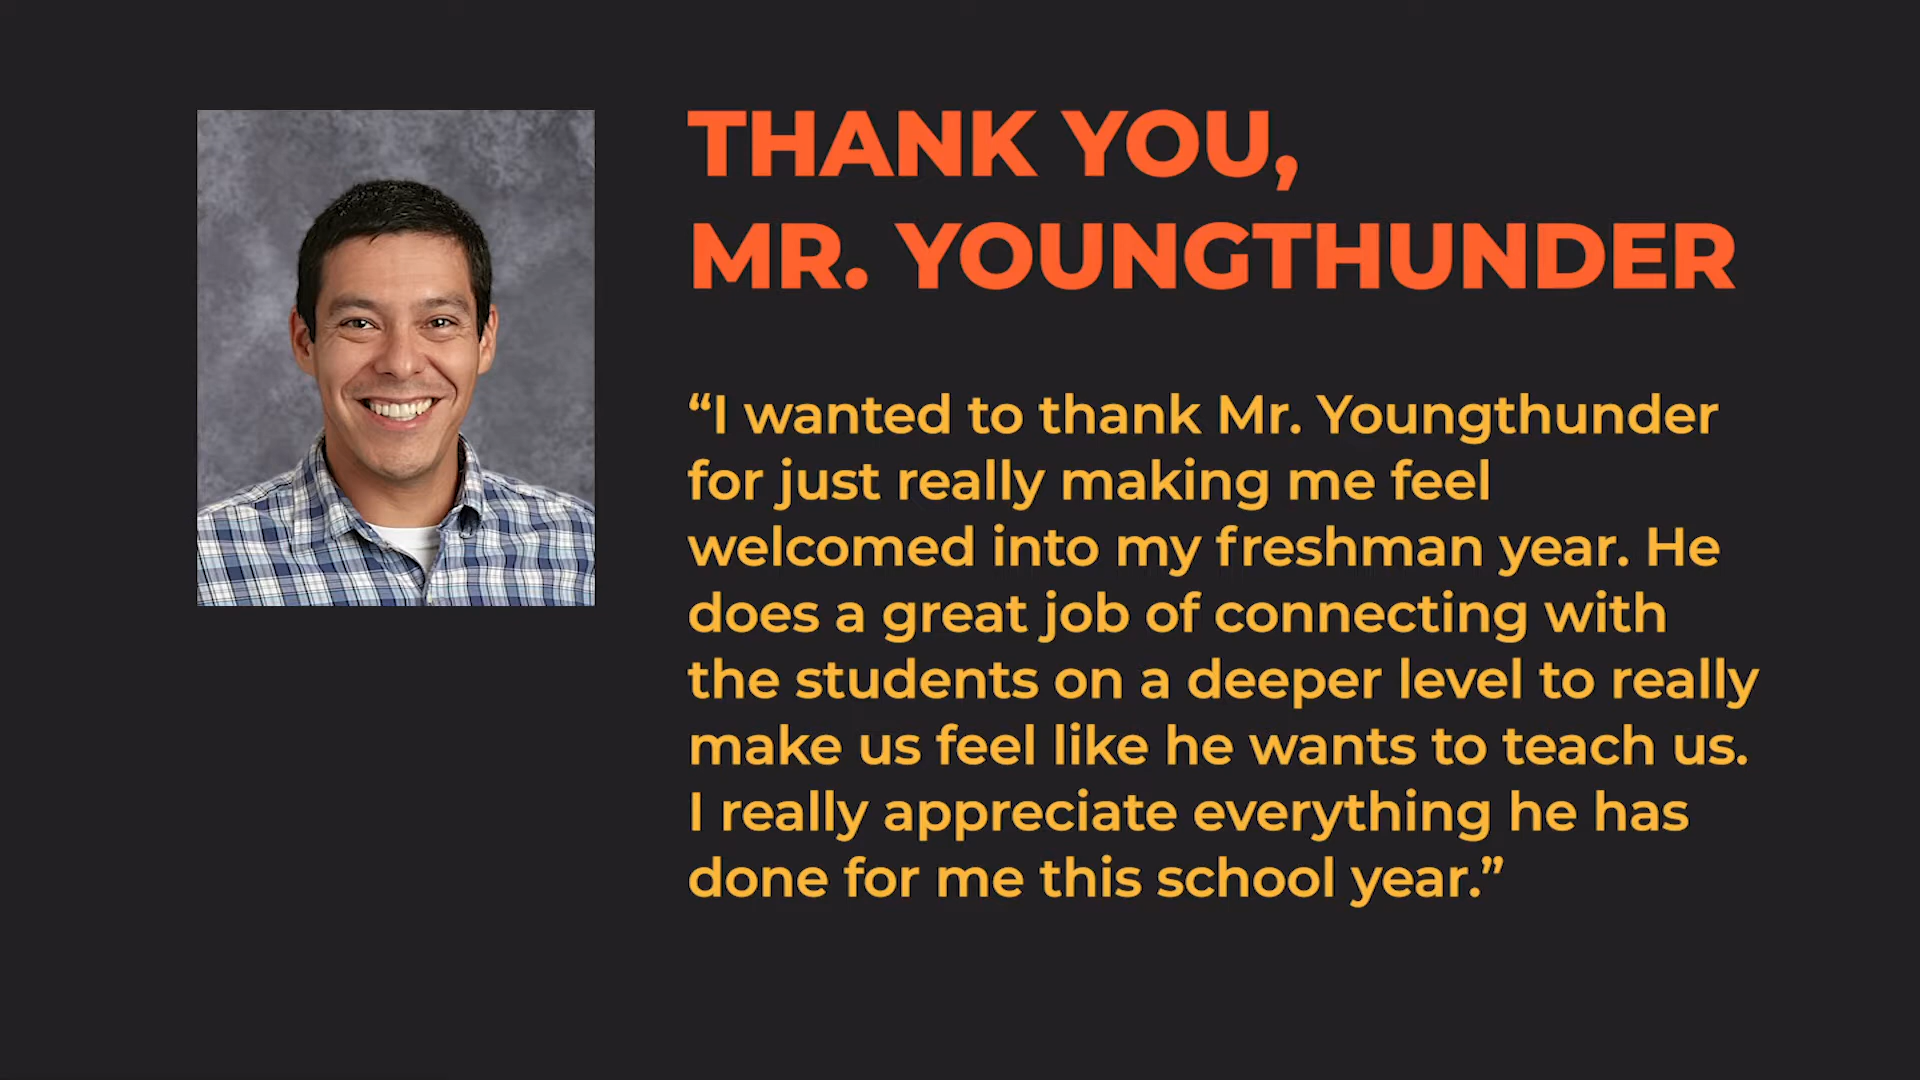 THANK YOU,
MR. YOUNGTHUNDER
“I wanted to thank Mr. Youngthunder
for just really making me feel
welcomed into my freshman year. He
does a great job of connecting with
the students on a deeper level to really
make us feel like he wants to teach us.
I really appreciate everything he has
done for me this school year.”